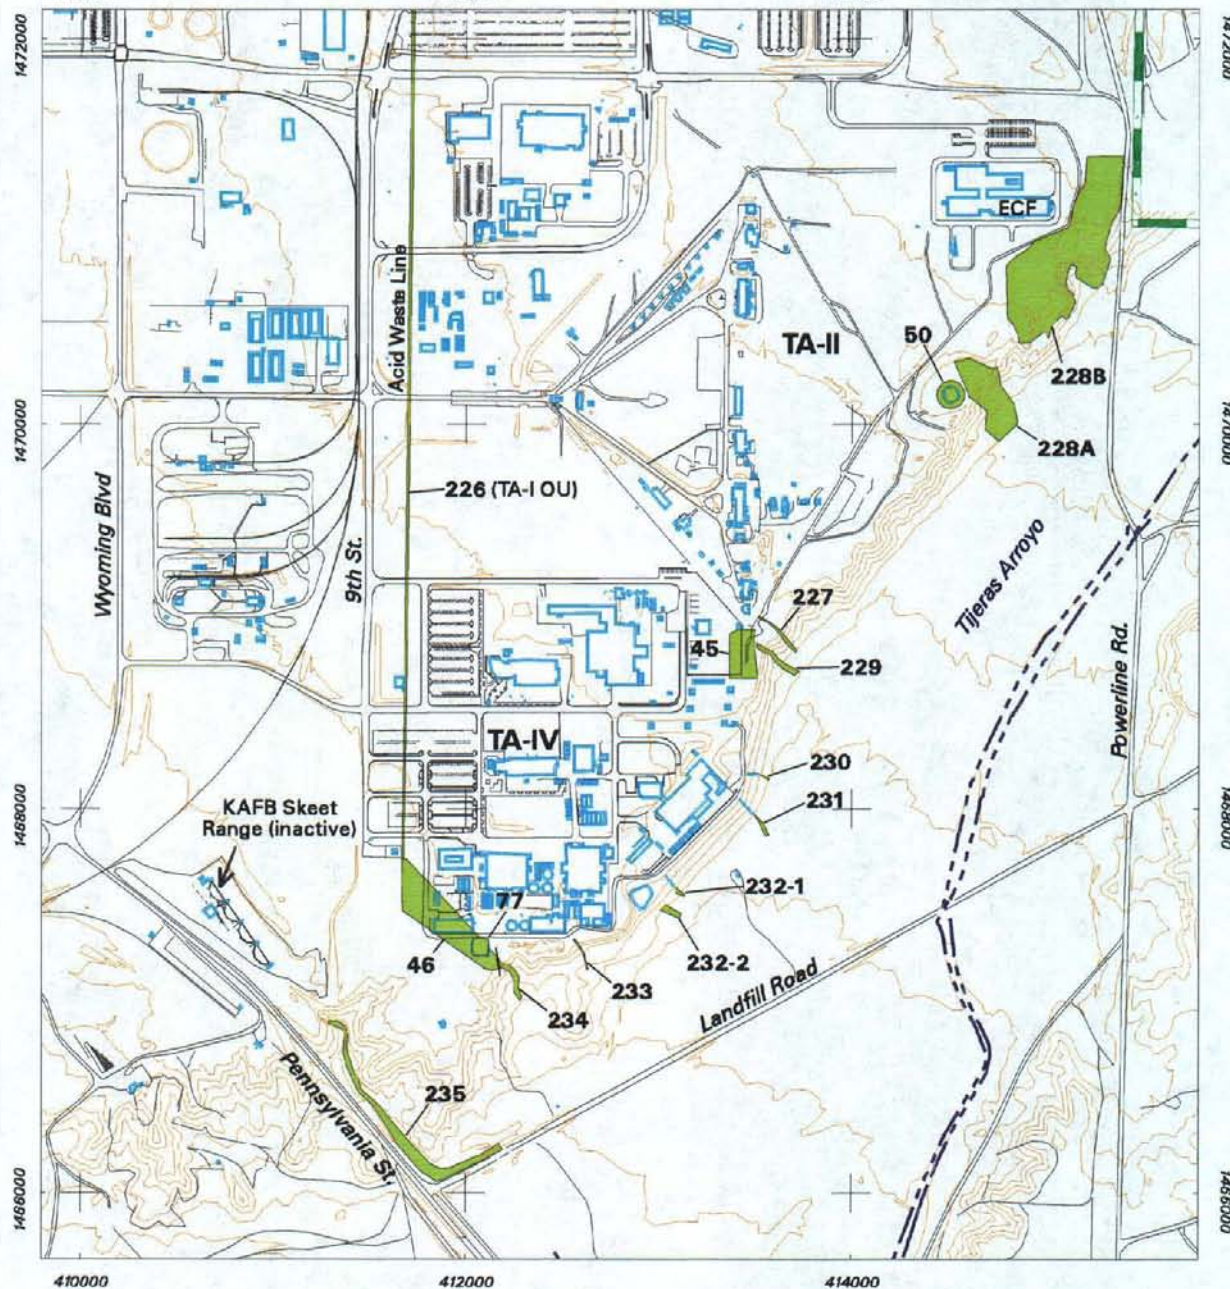 1472000
1472000
ECF
Acid Waste Line
TA-II
50
228B
1470000
1470000
228A
226 (TA-I OU)
Wyoming Blvd
9th St.
Tijeras Arroyo
Powerline Rd.
227
45
229
TA-IV
230
KAFB Skeet
Range (inactive)
231
1468000
1468000
232-1
77
232-2
46
233
234
Landfill Road
235
Pennsylvania St.
1466000
1466000
410000
412000
414000